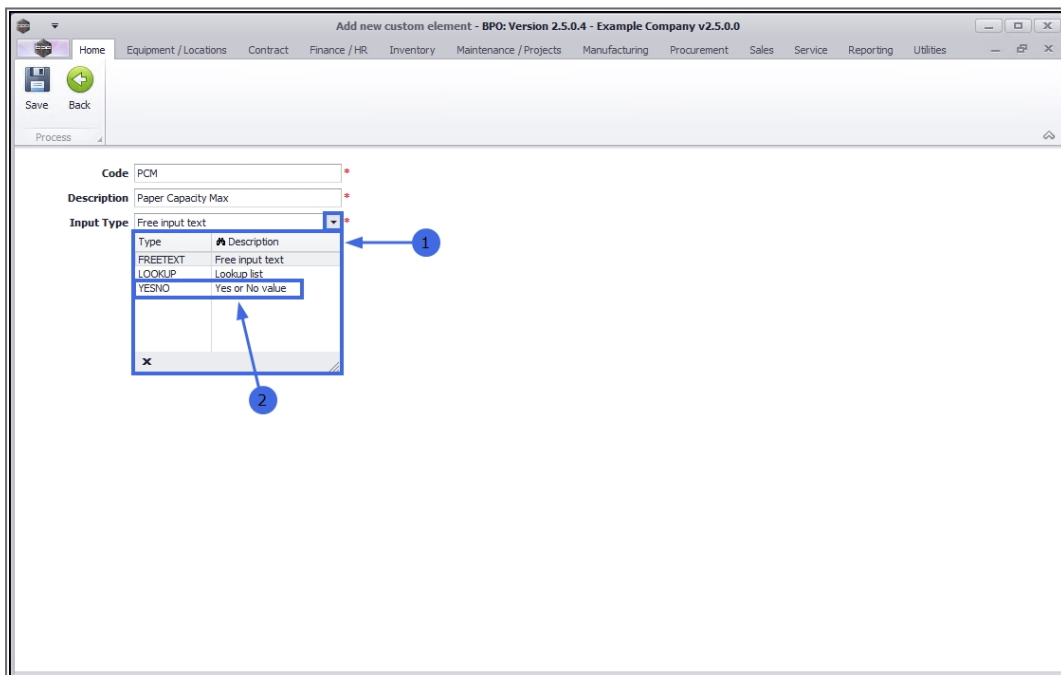 Add new custom element - BPO: Version 2.5.0.4 - Example Company v2.5.0.0
Home Equipment / Locations Contract Finance / HR Inventory Maintenance / Projects Manufacturing Procurement Sales Service Reporting Utilities
Save Back
Process
Code PCM *
Description Paper Capacity Max *
Input Type Free input text *
Type Description
1
FREETEXT Free input text
LOOKUP Lookup list
YESNO Yes or No value
2